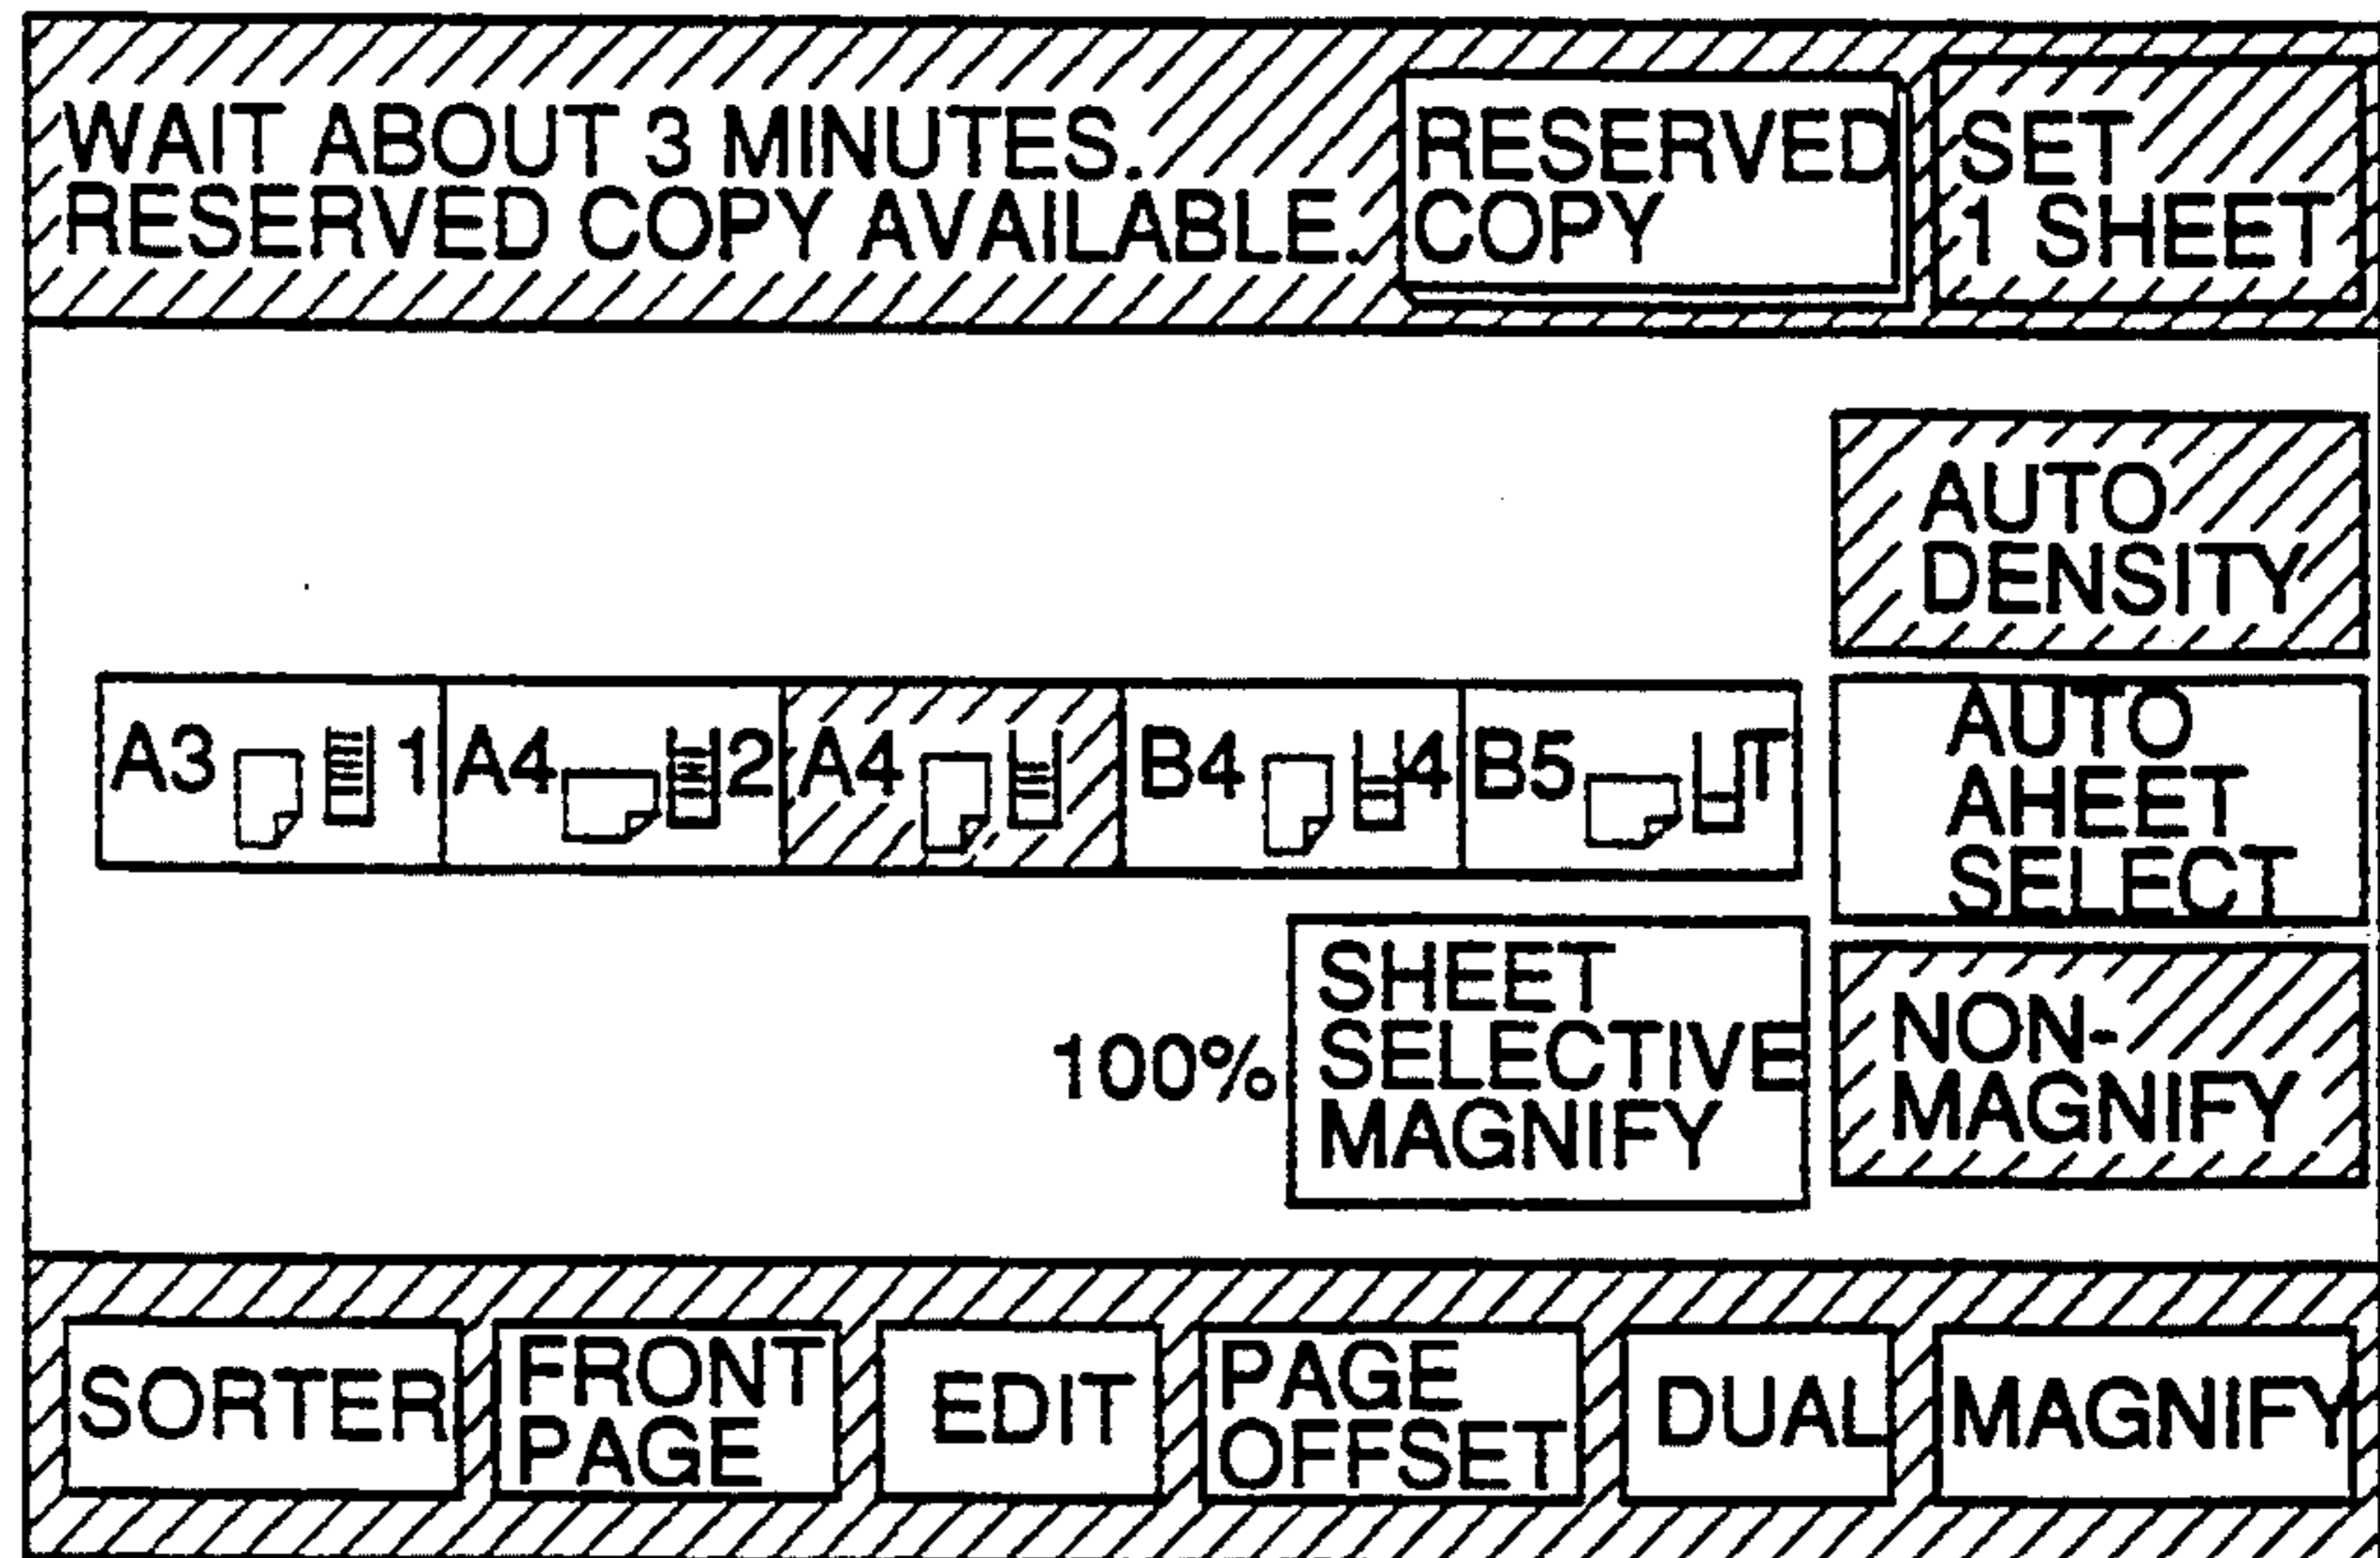 WAIT ABOUT 3 MINUTES.
RESERVED COPY AVAILABLE.
RESERVED
COPY
SET
1 SHEET
AUTO
DENSITY
A3 1
A4 2
A4
B4 4
B5 T
AUTO
AHEET
SELECT
100%
SHEET
SELECTIVE
MAGNIFY
NON-
MAGNIFY
SORTER
FRONT
PAGE
EDIT
PAGE
OFFSET
DUAL
MAGNIFY